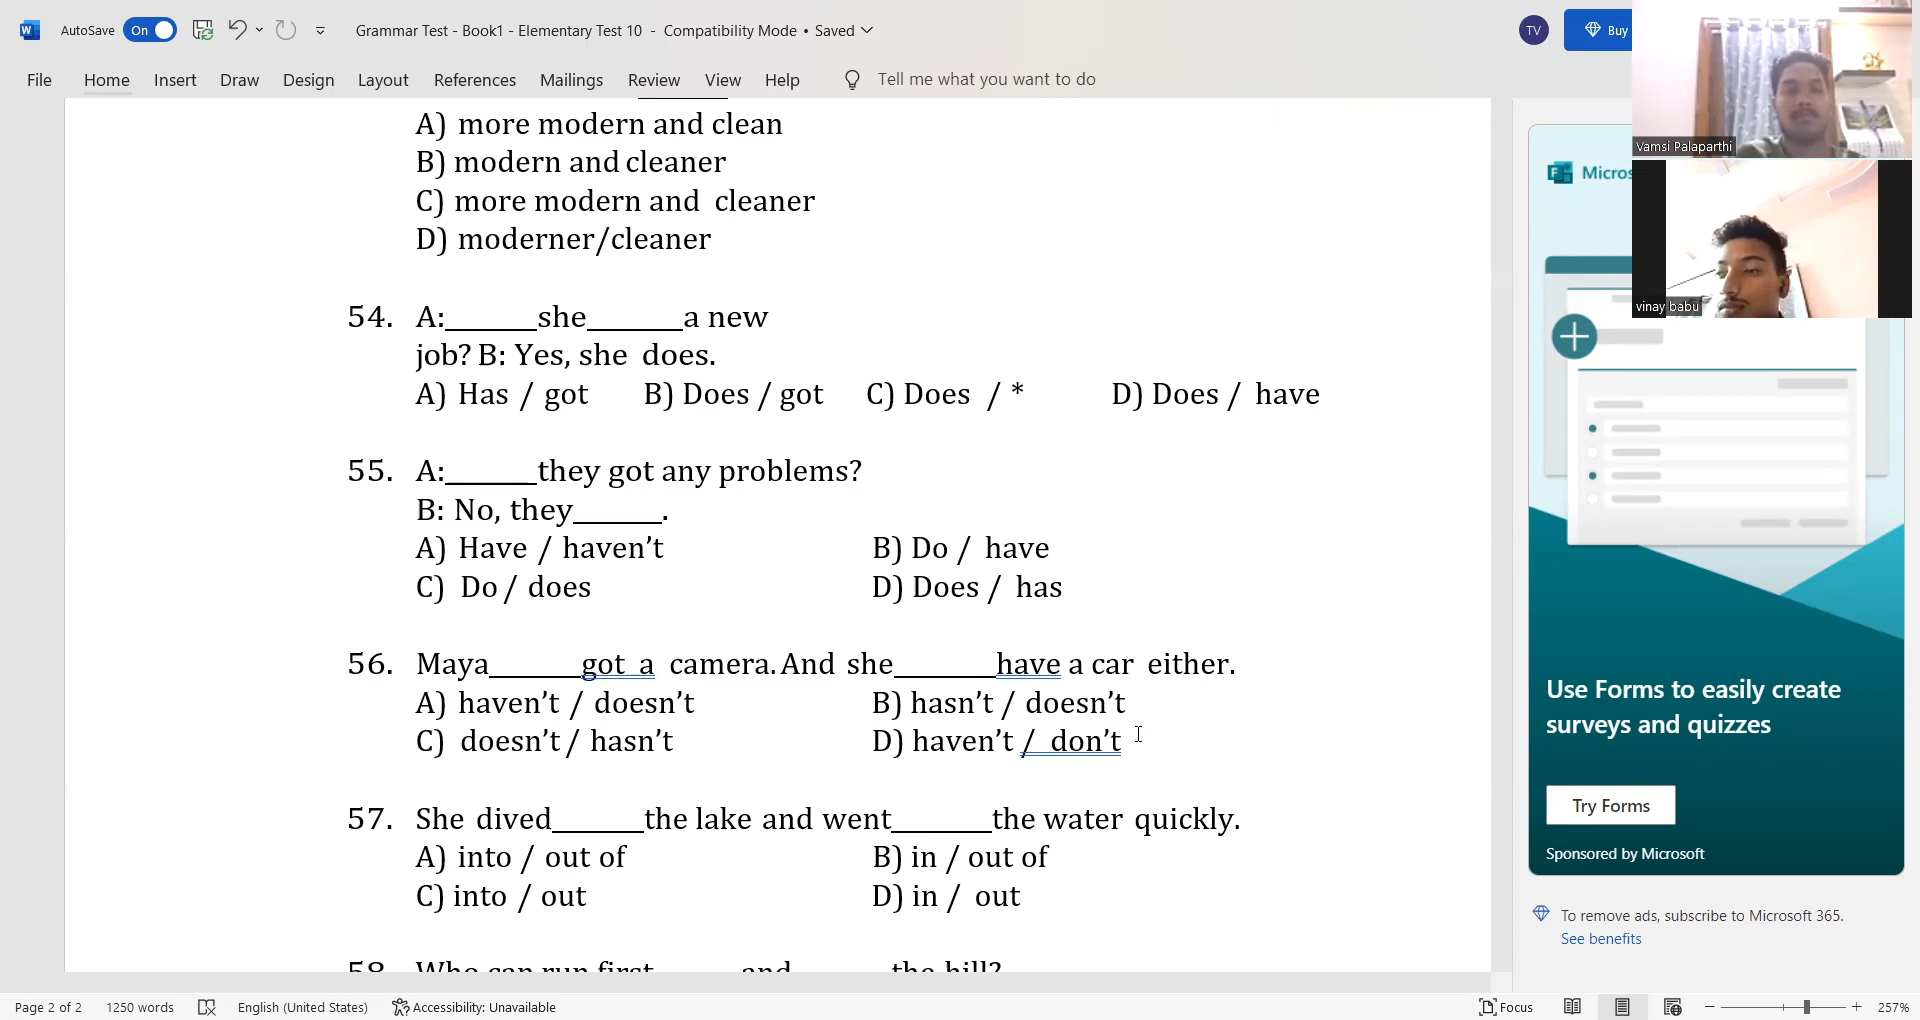 AutoSave On Grammar Test - Book1 - Elementary Test 10 - Compatibility Mode • Saved TV Buy
File Home Insert Draw Design Layout References Mailings Review View Help Tell me what you want to do
A) more modern and clean
B) modern and cleaner
C) more modern and cleaner
D) moderner/cleaner
54. A:______she______a new
job? B: Yes, she does.
A) Has / got B) Does / got C) Does / * D) Does / have
55. A:______they got any problems?
B: No, they______.
A) Have / haven’t B) Do / have
C) Do / does D) Does / has
56. Maya______got a camera. And she______have a car either.
A) haven’t / doesn’t B) hasn’t / doesn’t
C) doesn’t / hasn’t D) haven’t / don’t
57. She dived______the lake and went______the water quickly.
A) into / out of B) in / out of
C) into / out D) in / out
58. Who can run first______and______the hill?
Vamsi Palaparthi
vinay babu
Use Forms to easily create
surveys and quizzes
Try Forms
Sponsored by Microsoft
To remove ads, subscribe to Microsoft 365.
See benefits
Page 2 of 2 1250 words English (United States) Accessibility: Unavailable Focus 257%